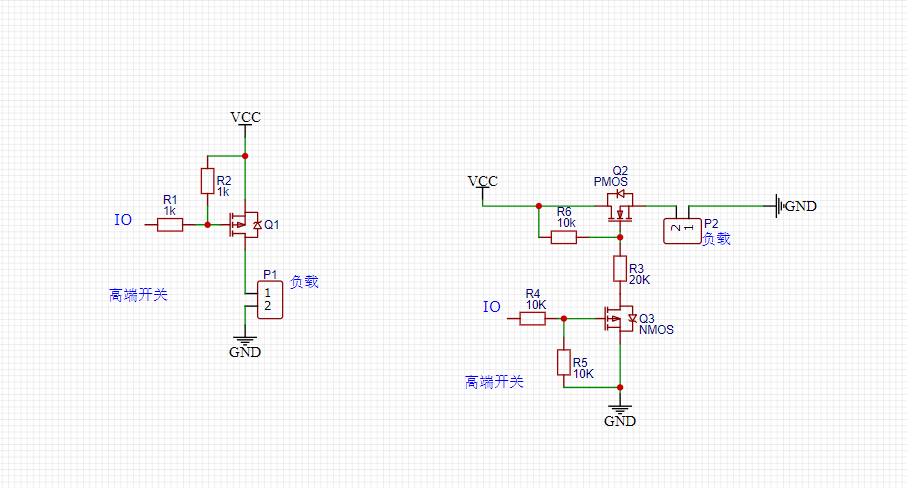 VCC
R2
1k
R1
1k
IO
Q1
P1
负载
1
2
高端开关
GND
Q2
PMOS
VCC
R6
10k
GND
P2
负载
2
1
R3
20K
R4
10K
IO
Q3
NMOS
R5
10K
高端开关
GND